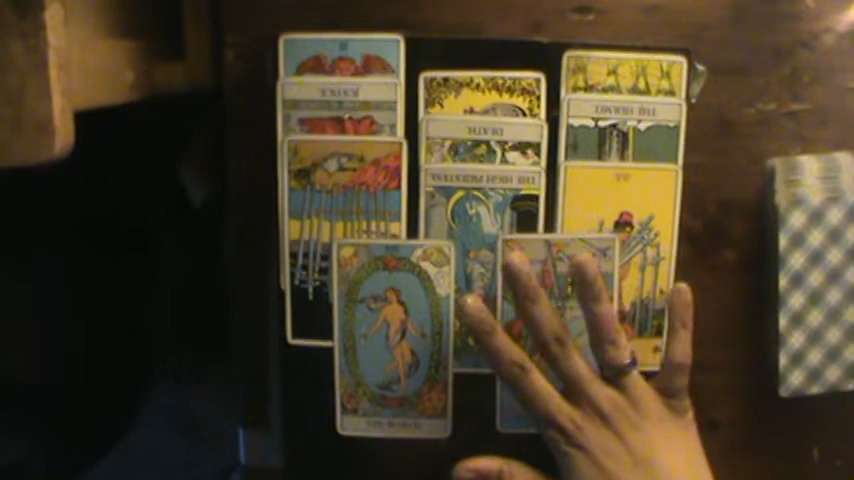 JUSTICE.
THE HERMIT.
DEATH.
THE HIGH PRIESTESS
THE WORLD.